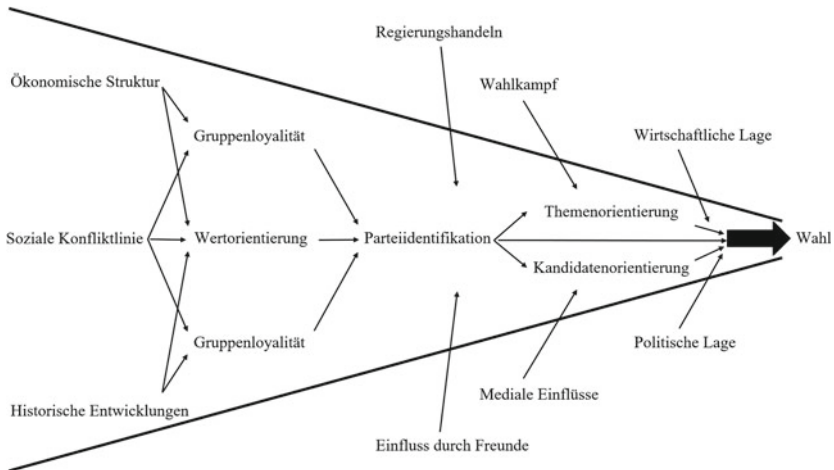 Regierungshandeln
Ökonomische Struktur
Wahlkampf
Gruppenloyalität
Wirtschaftliche Lage
Themenorientierung
Soziale Konfliktlinie
Wertorientierung
Parteiidentifikation
Wahl
Kandidatenorientierung
Gruppenloyalität
Politische Lage
Mediale Einflüsse
Historische Entwicklungen
Einfluss durch Freunde